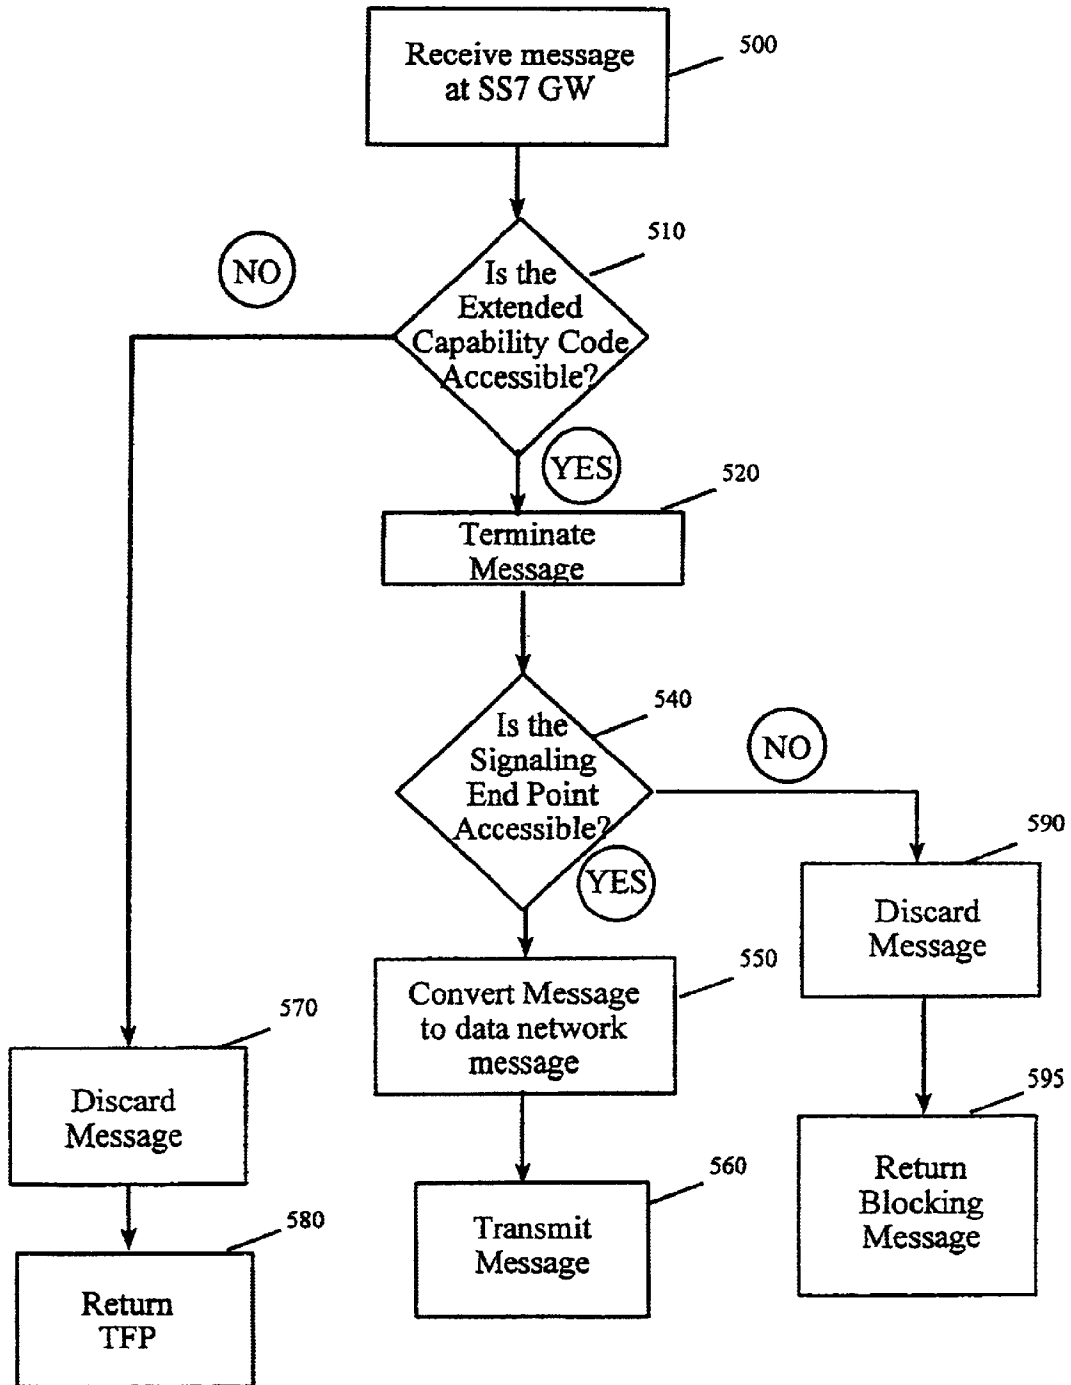 Receive message
at SS7 GW
500
510
NO
Is the
Extended
Capability Code
Accessible?
YES
520
Terminate
Message
540
Is the
Signaling
End Point
Accessible?
NO
YES
590
Discard
Message
550
Convert Message
to data network
message
570
Discard
Message
595
Return
Blocking
Message
560
Transmit
Message
580
Return
TFP